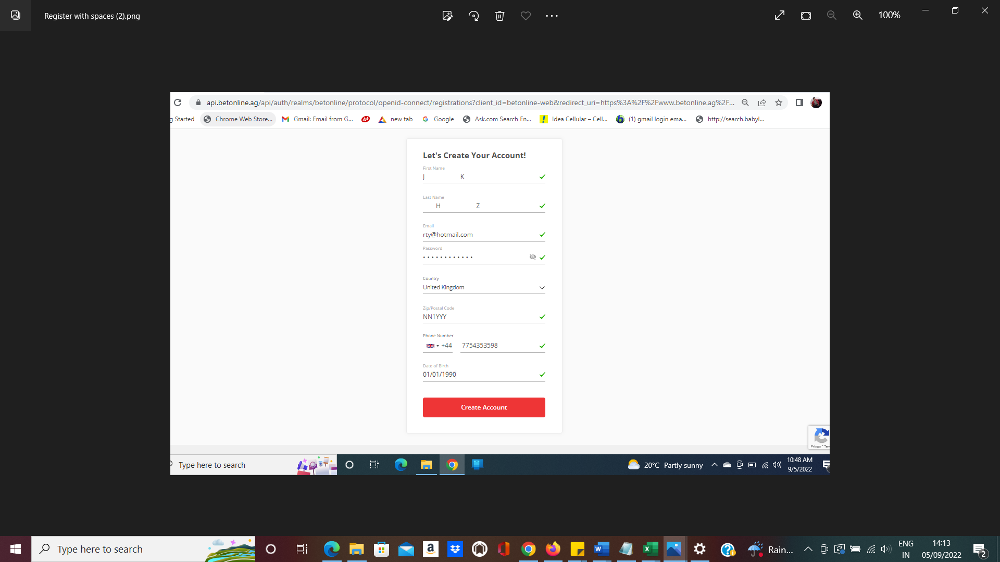 Register with spaces (2).png
100%
api.betonline.ag/api/auth/realms/betonline/protocol/openid-connect/registrations?client_id=betonline-web&redirect_uri=https%3A%2F%2Fwww.betonline.ag%2F...
g Started
Chrome Web Store...
Gmail: Email from G...
Ask
new tab
Google
Ask.com Search En...
Idea Cellular – Cell...
(1) gmail login ema...
http://search.babyl...
Let's Create Your Account!
First Name
J K
Last Name
H Z
Email
rty@hotmail.com
Password
Country
United Kingdom
Zip/Postal Code
NN1YYY
Phone Number
+44 7754353598
Date of Birth
01/01/1990
Create Account
Privacy - Term
Type here to search
20°C Partly sunny
10:48 AM
9/5/2022
Type here to search
Rain...
ENG
IN
14:13
05/09/2022
2